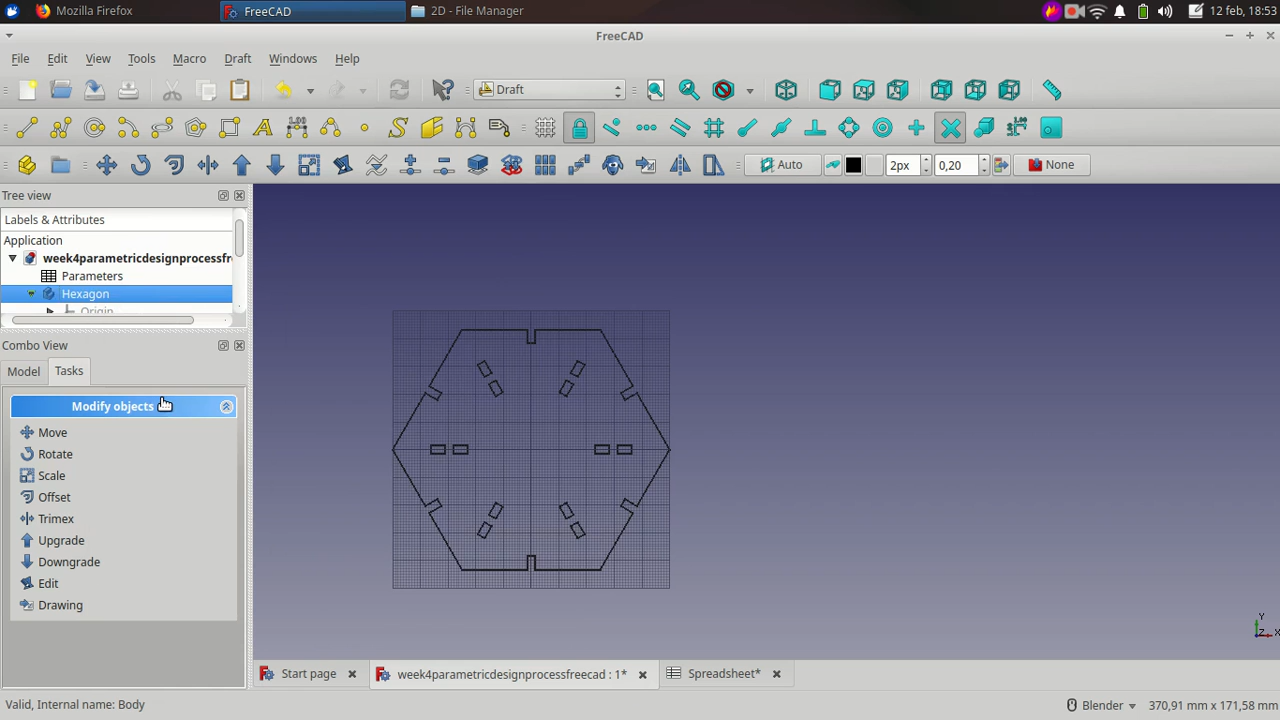 Mozilla Firefox
FreeCAD
2D - File Manager
12 feb, 18:53
FreeCAD
File Edit View Tools Macro Draft Windows Help
Draft
Auto
2px
0,20
None
Tree view
Labels & Attributes
Application
week4parametricdesignprocessfr
Parameters
Hexagon
Origin
Combo View
Model
Tasks
Modify objects
Move
Rotate
Scale
Offset
Trimex
Upgrade
Downgrade
Edit
Drawing
Y
Z
X
Start page
week4parametricdesignprocessfreecad : 1*
Spreadsheet*
Valid, Internal name: Body
Blender
370,91 mm x 171,58 mm